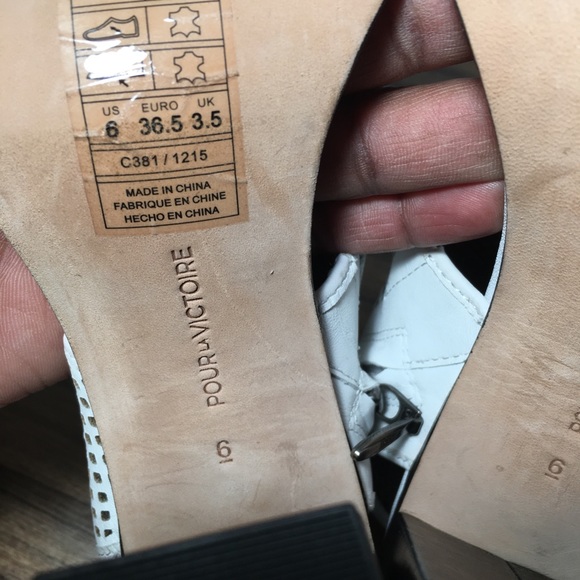 US EURO UK
6 36.5 3.5
C381 / 1215
MADE IN CHINA
FABRIQUE EN CHINE
HECHO EN CHINA
POUR LA VICTOIRE
6
6